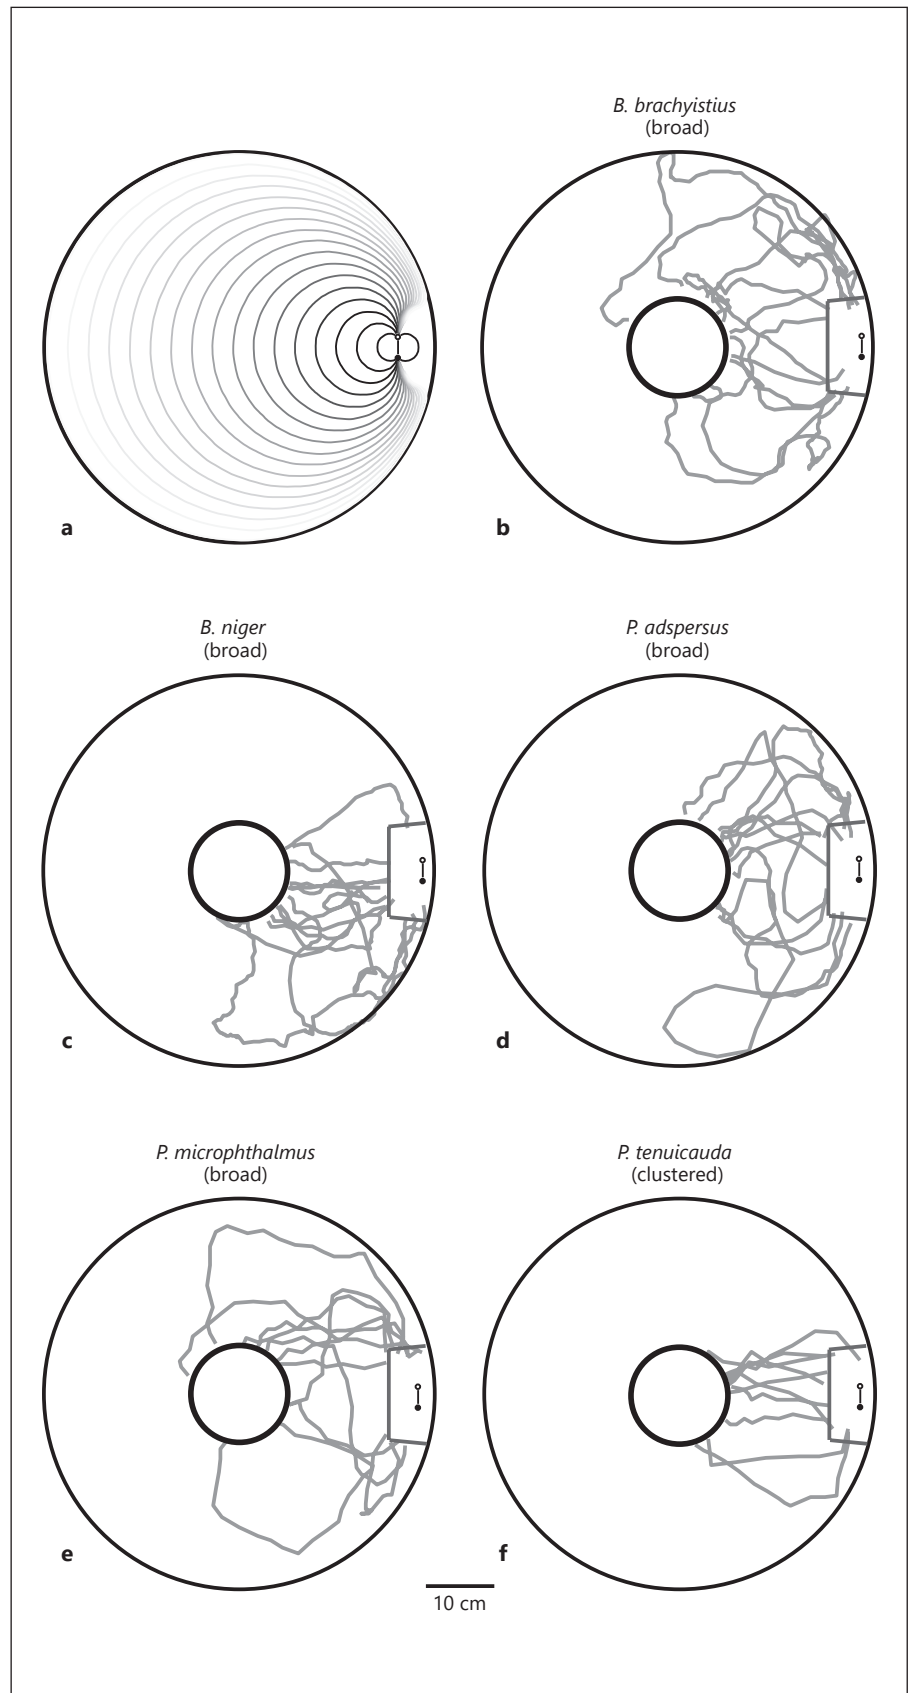 B. brachyistius
(broad)
a
b
B. niger
(broad)
P. adspersus
(broad)
c
d
P. microphthalmus
(broad)
P. tenuicauda
(clustered)
e
f
10 cm